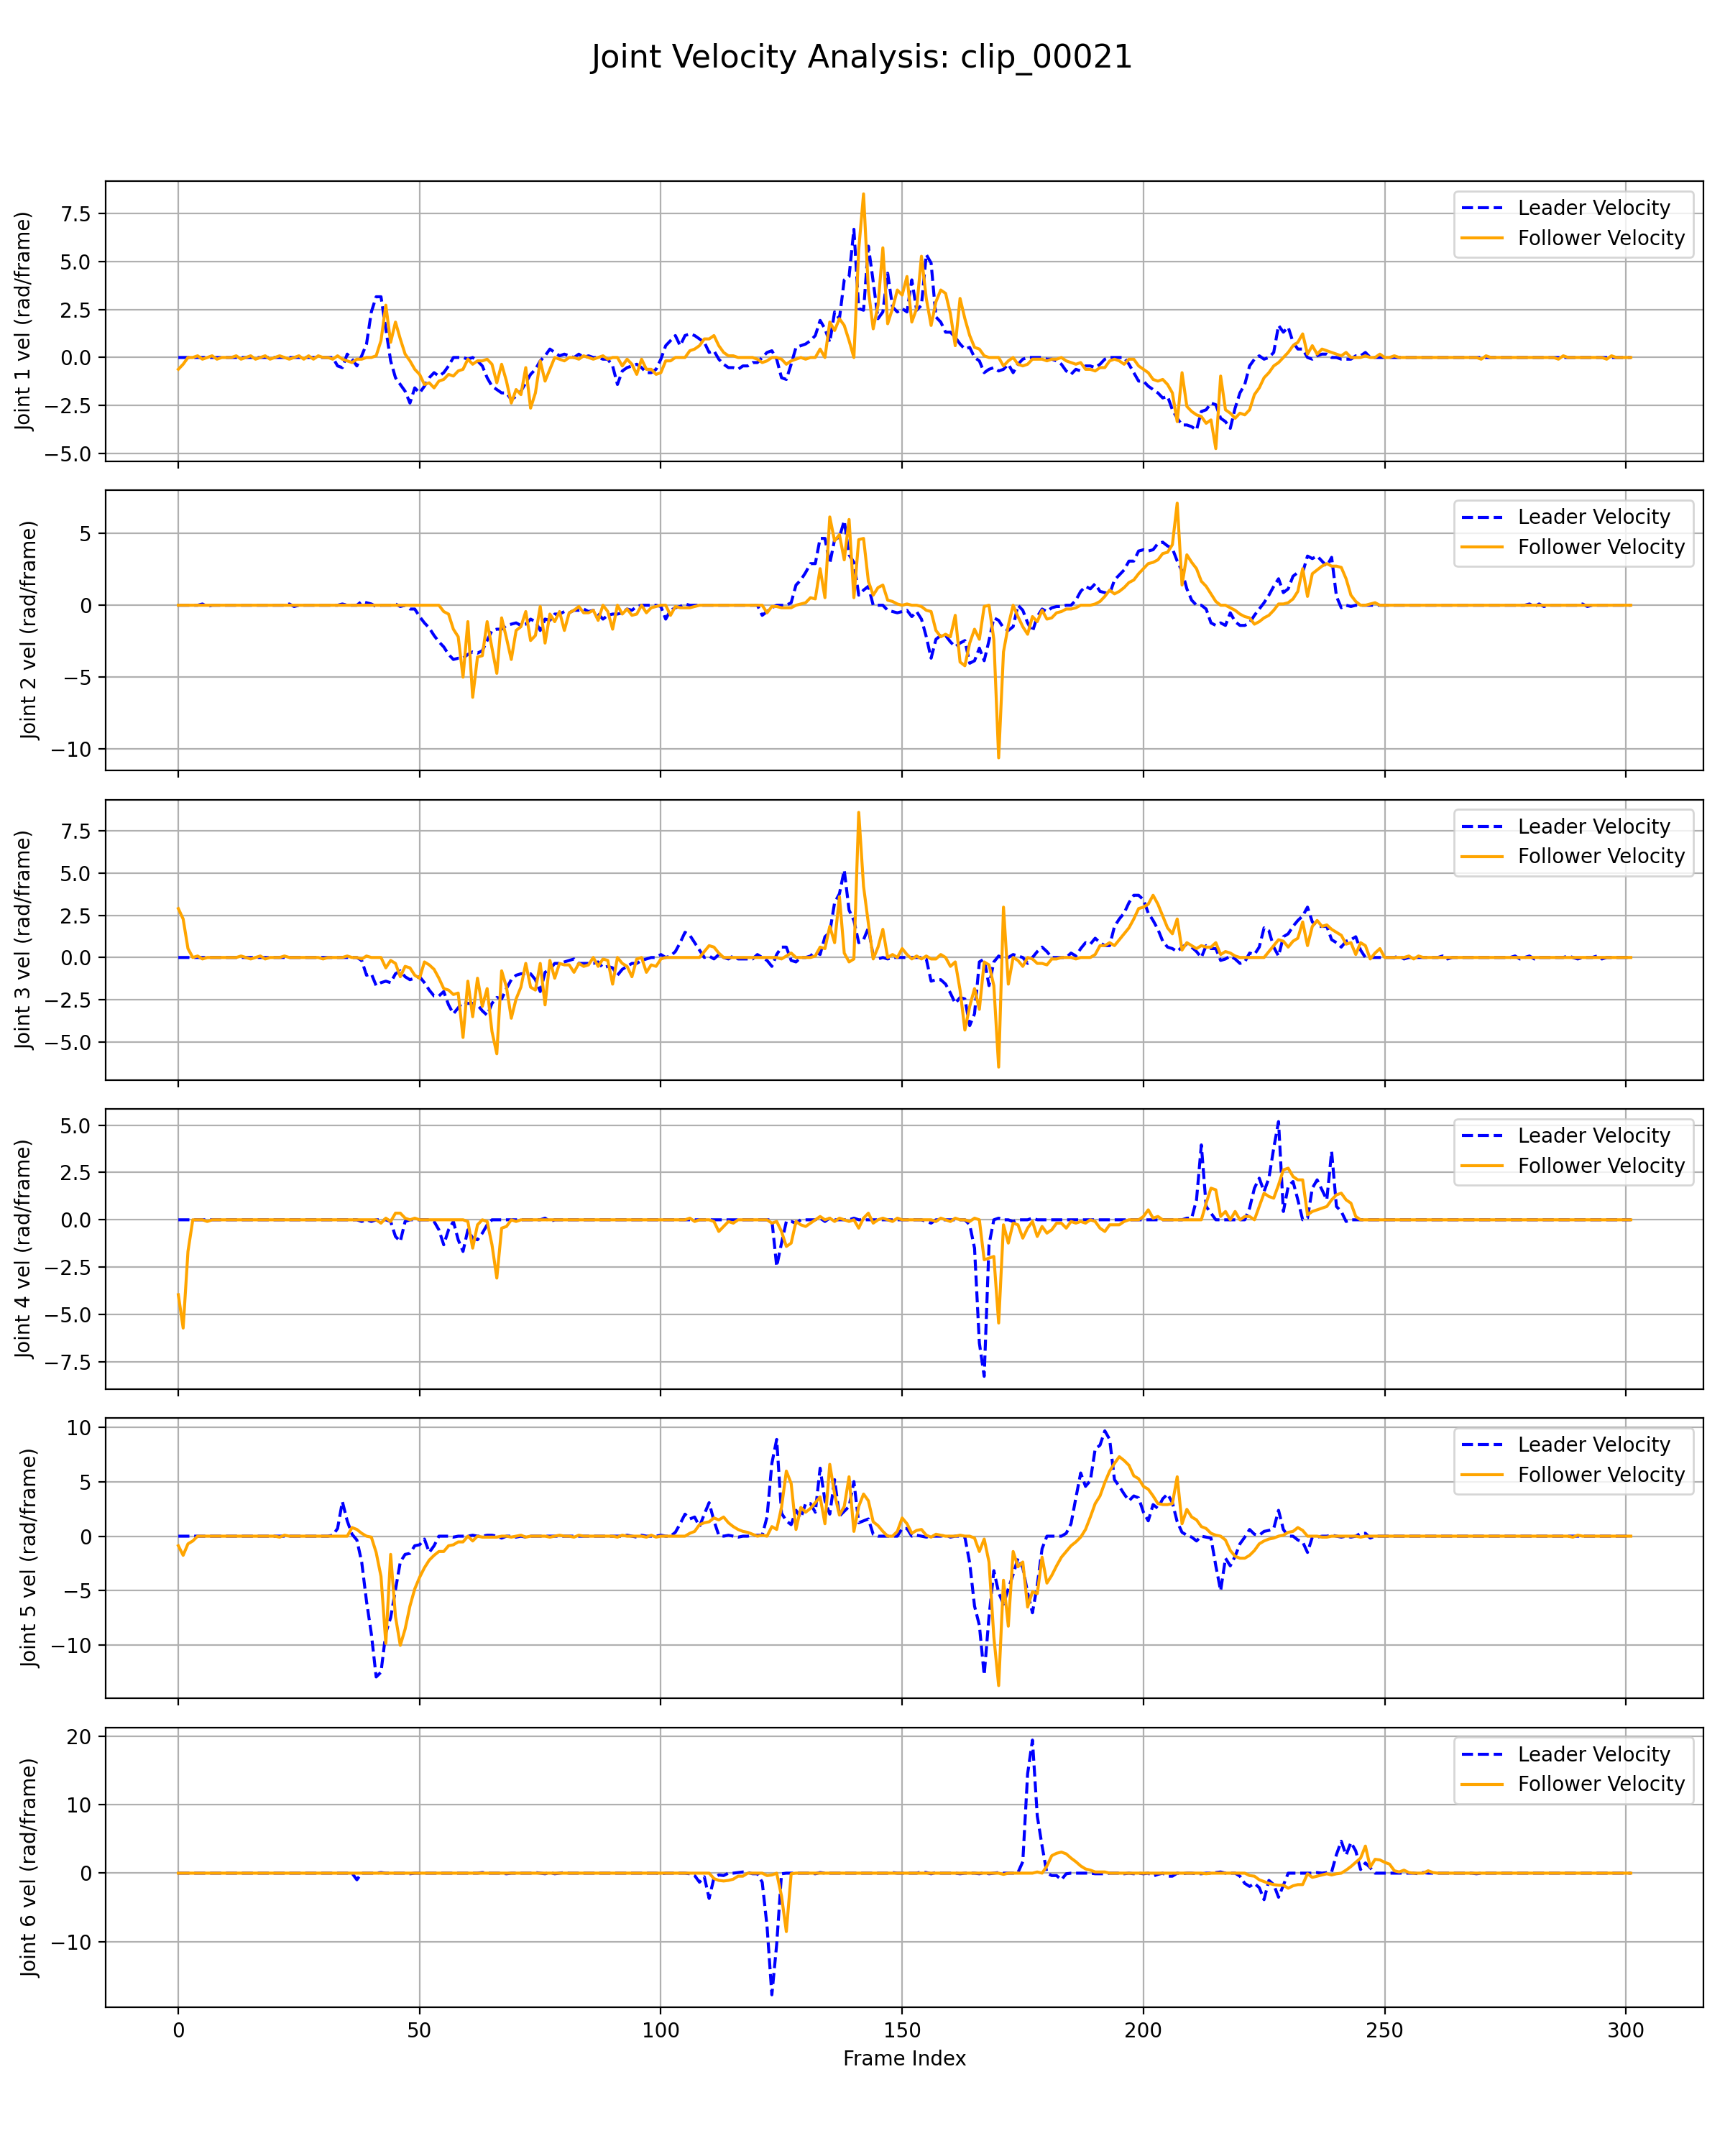 Joint Velocity Analysis: clip_00021
Joint 1 vel (rad/frame)
7.5
5.0
2.5
0.0
−2.5
−5.0
Leader Velocity
Follower Velocity
Joint 2 vel (rad/frame)
5
0
−5
−10
Leader Velocity
Follower Velocity
Joint 3 vel (rad/frame)
7.5
5.0
2.5
0.0
−2.5
−5.0
Leader Velocity
Follower Velocity
Joint 4 vel (rad/frame)
5.0
2.5
0.0
−2.5
−5.0
−7.5
Leader Velocity
Follower Velocity
Joint 5 vel (rad/frame)
10
5
0
−5
−10
Leader Velocity
Follower Velocity
Joint 6 vel (rad/frame)
20
10
0
−10
Leader Velocity
Follower Velocity
0 50 100 150 200 250 300
Frame Index